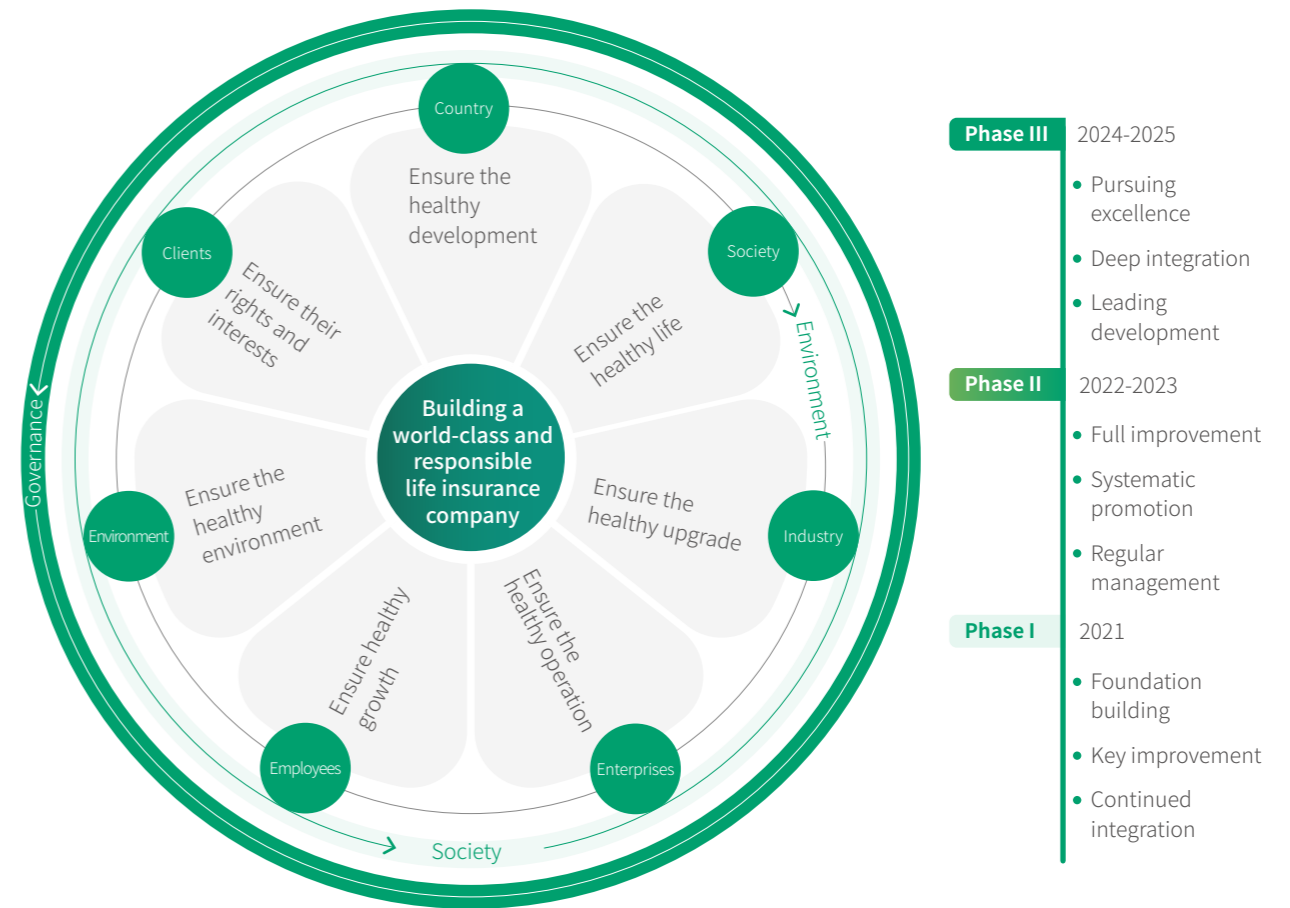 Country
Ensure the
healthy
development
Society
Ensure the
healthy life
Environment
Industry
Ensure the
healthy upgrade
Enterprises
Ensure the
healthy operation
Society
Employees
Ensure healthy
growth
Environment
Ensure the
healthy
environment
Governance
Clients
Ensure their
rights and
interests
Building a
world-class and
responsible
life insurance
company
Phase III
2024-2025
• Pursuing
excellence
• Deep integration
• Leading
development
Phase II
2022-2023
• Full improvement
• Systematic
promotion
• Regular
management
Phase I
2021
• Foundation
building
• Key improvement
• Continued
integration